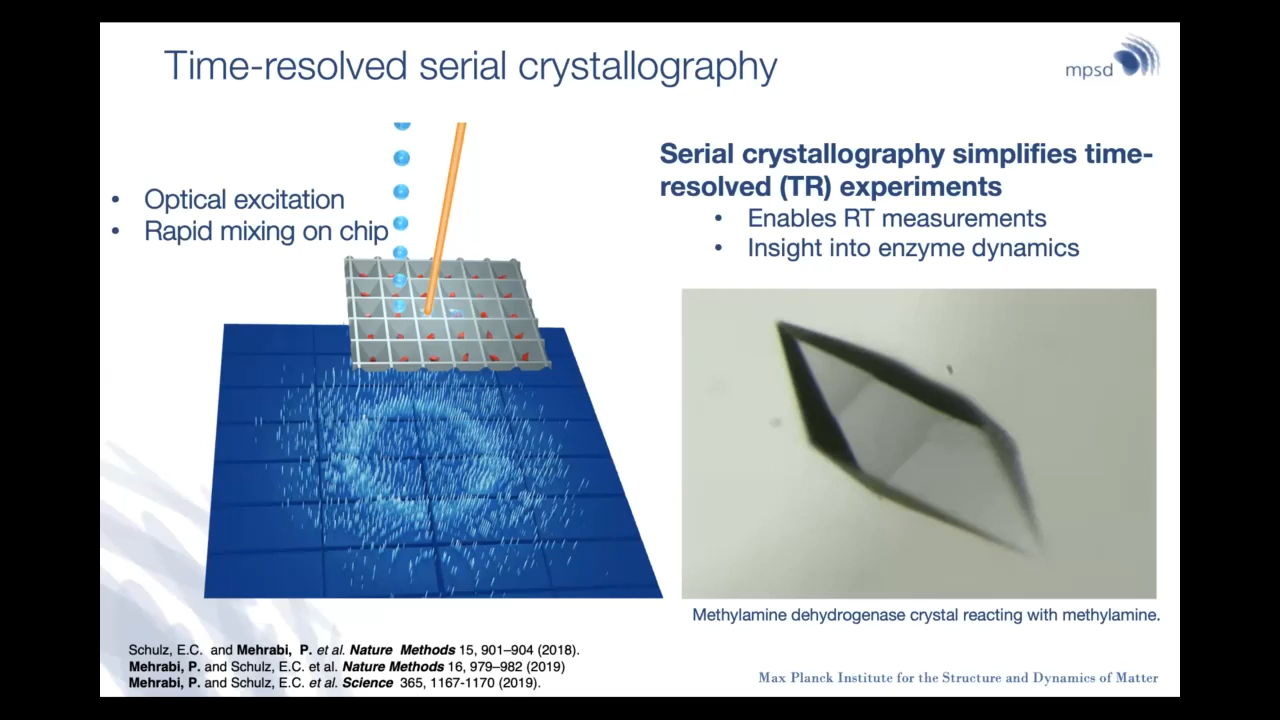 Time-resolved serial crystallography
mpsd
• Optical excitation
• Rapid mixing on chip
Serial crystallography simplifies time-
resolved (TR) experiments
• Enables RT measurements
• Insight into enzyme dynamics
Methylamine dehydrogenase crystal reacting with methylamine.
Schulz, E.C. and Mehrabi, P. et al. Nature Methods 15, 901–904 (2018).
Mehrabi, P. and Schulz, E.C. et al. Nature Methods 16, 979–982 (2019)
Mehrabi, P. and Schulz, E.C. et al. Science 365, 1167-1170 (2019).
Max Planck Institute for the Structure and Dynamics of Matter